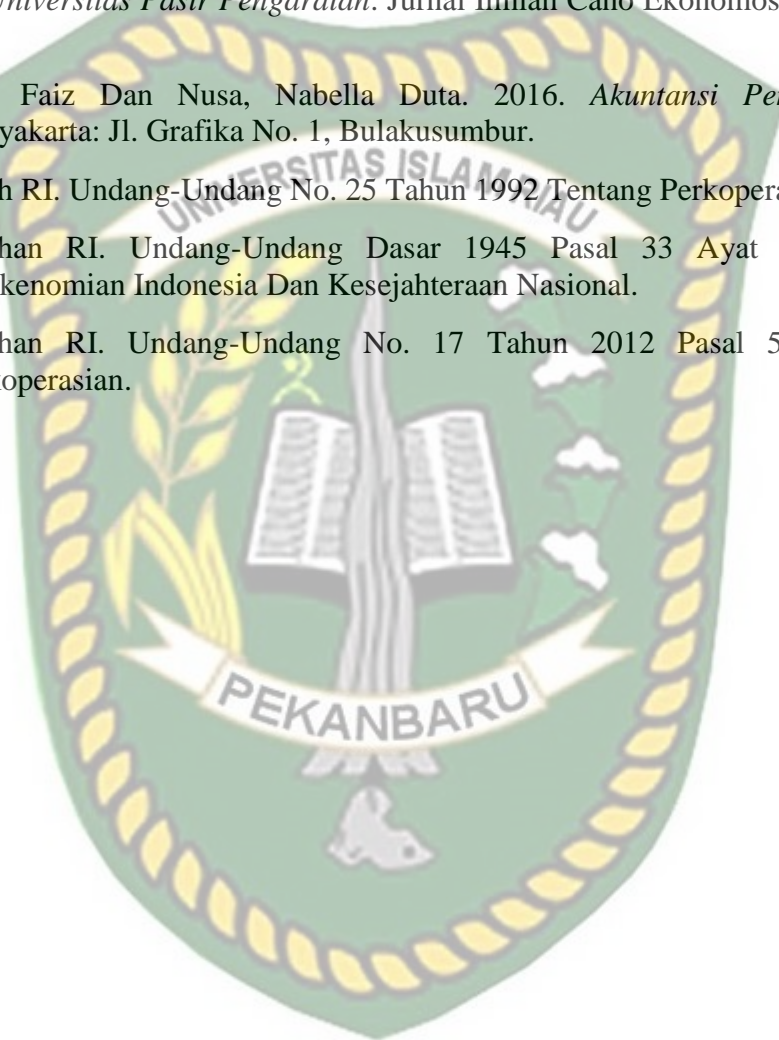 Universitas Pasir Pengaraian. Jurnal Ilmiah Cano Ekonomos
Faiz Dan Nusa, Nabella Duta. 2016. Akuntansi Per
yakarta: Jl. Grafika No. 1, Bulakusumbur.
UNIVERSITAS ISLAM RIAU
h RI. Undang-Undang No. 25 Tahun 1992 Tentang Perkopera
han RI. Undang-Undang Dasar 1945 Pasal 33 Ayat
kenomian Indonesia Dan Kesejahteraan Nasional.
han RI. Undang-Undang No. 17 Tahun 2012 Pasal 5
koperasian.
PEKANBARU